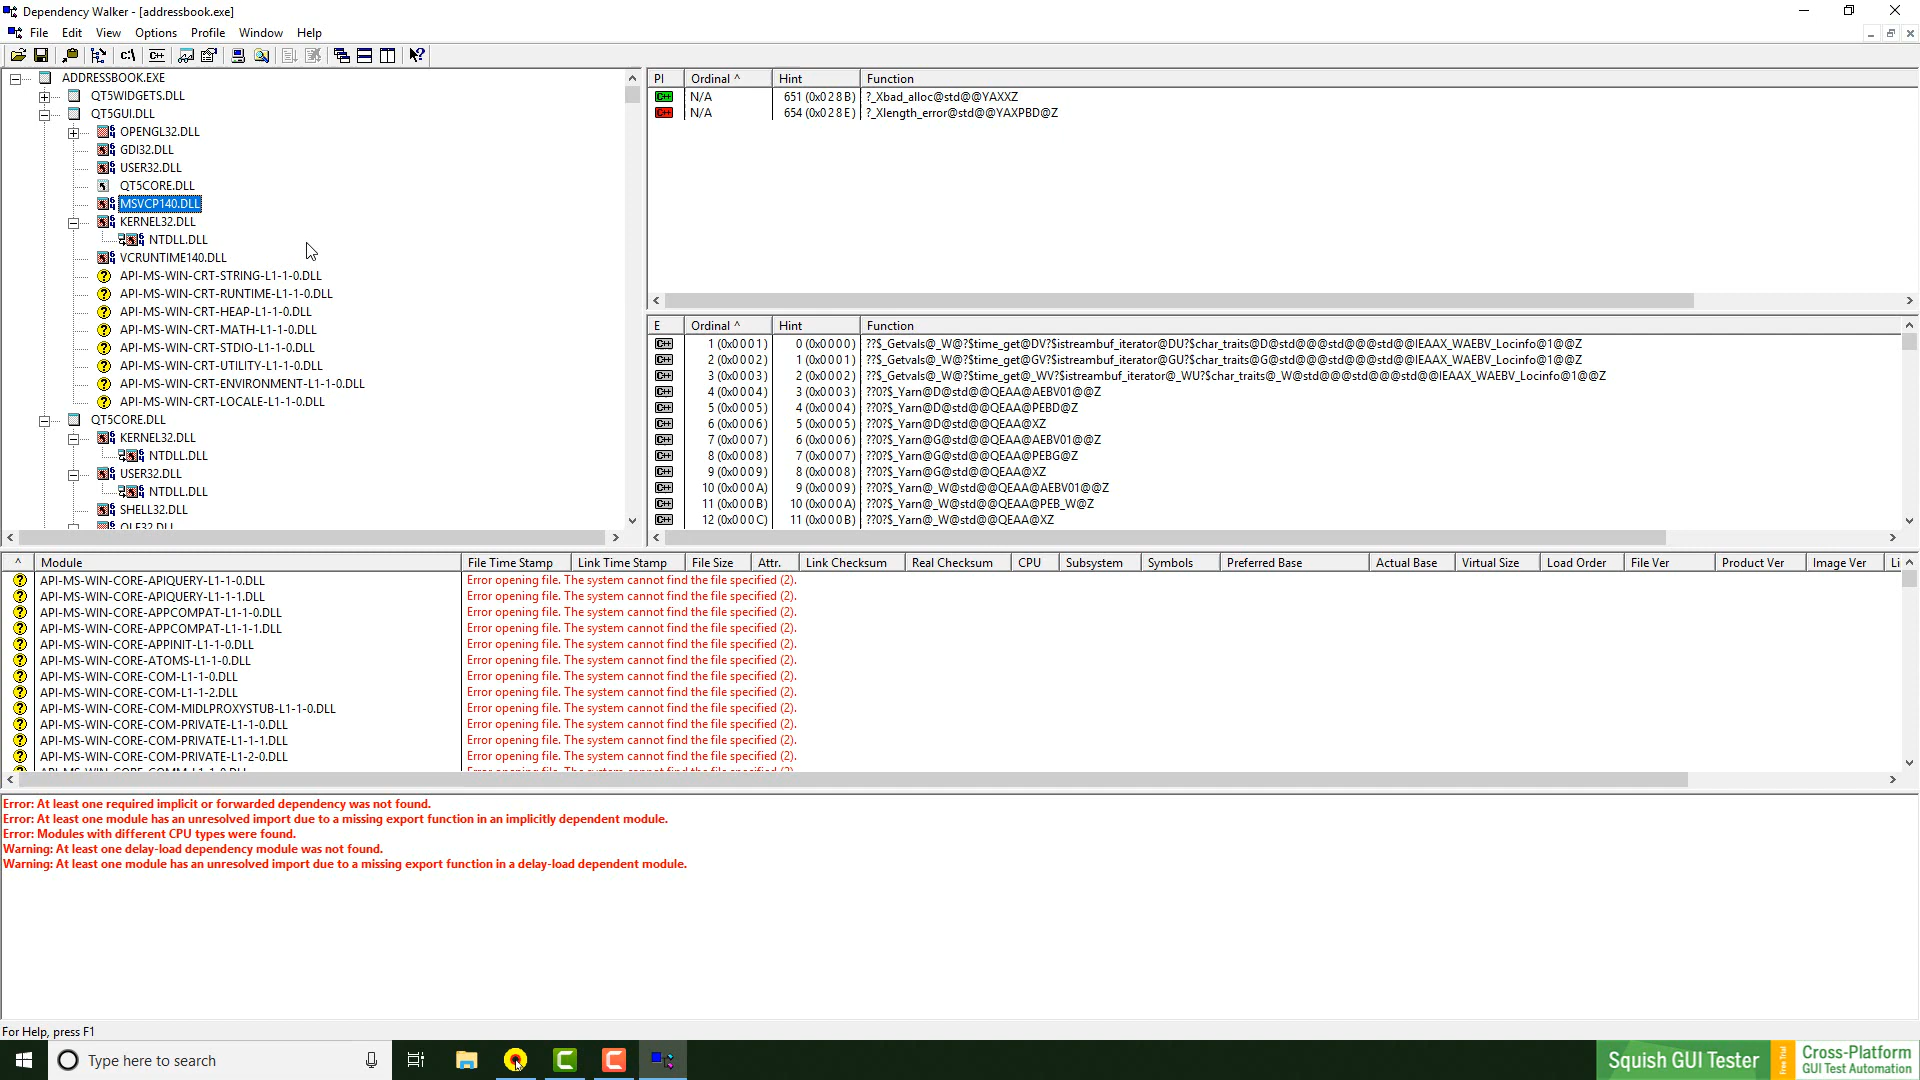 Dependency Walker - [addressbook.exe]
File Edit View Options Profile Window Help
ADDRESSBOOK.EXE
QT5WIDGETS.DLL
QT5GUI.DLL
OPENGL32.DLL
GDI32.DLL
USER32.DLL
QT5CORE.DLL
MSVCP140.DLL
KERNEL32.DLL
NTDLL.DLL
VCRUNTIME140.DLL
API-MS-WIN-CRT-STRING-L1-1-0.DLL
API-MS-WIN-CRT-RUNTIME-L1-1-0.DLL
API-MS-WIN-CRT-HEAP-L1-1-0.DLL
API-MS-WIN-CRT-MATH-L1-1-0.DLL
API-MS-WIN-CRT-STDIO-L1-1-0.DLL
API-MS-WIN-CRT-UTILITY-L1-1-0.DLL
API-MS-WIN-CRT-ENVIRONMENT-L1-1-0.DLL
API-MS-WIN-CRT-LOCALE-L1-1-0.DLL
QT5CORE.DLL
KERNEL32.DLL
NTDLL.DLL
USER32.DLL
NTDLL.DLL
SHELL32.DLL
OLE32.DLL
PI Ordinal ^ Hint Function
C++ N/A 651 (0x028B) ?_Xbad_alloc@std@@YAXXZ
C++ N/A 654 (0x028E) ?_Xlength_error@std@@YAXPBD@Z
E Ordinal ^ Hint Function
C++ 1 (0x0001) 0 (0x0000) ??$_Getvals@_W@?$time_get@DV?$istreambuf_iterator@DU?$char_traits@D@std@@@std@@@std@@IEAAX_WAEBV_Locinfo@1@@Z
C++ 2 (0x0002) 1 (0x0001) ??$_Getvals@_W@?$time_get@GV?$istreambuf_iterator@GU?$char_traits@G@std@@@std@@@std@@IEAAX_WAEBV_Locinfo@1@@Z
C++ 3 (0x0003) 2 (0x0002) ??$_Getvals@_W@?$time_get@_WV?$istreambuf_iterator@_WU?$char_traits@_W@std@@@std@@@std@@IEAAX_WAEBV_Locinfo@1@@Z
C++ 4 (0x0004) 3 (0x0003) ??0?$_Yarn@D@std@@QEAA@AEBV01@@Z
C++ 5 (0x0005) 4 (0x0004) ??0?$_Yarn@D@std@@QEAA@PEBD@Z
C++ 6 (0x0006) 5 (0x0005) ??0?$_Yarn@D@std@@QEAA@XZ
C++ 7 (0x0007) 6 (0x0006) ??0?$_Yarn@G@std@@QEAA@AEBV01@@Z
C++ 8 (0x0008) 7 (0x0007) ??0?$_Yarn@G@std@@QEAA@PEBG@Z
C++ 9 (0x0009) 8 (0x0008) ??0?$_Yarn@G@std@@QEAA@XZ
C++ 10 (0x000A) 9 (0x0009) ??0?$_Yarn@_W@std@@QEAA@AEBV01@@Z
C++ 11 (0x000B) 10 (0x000A) ??0?$_Yarn@_W@std@@QEAA@PEB_W@Z
C++ 12 (0x000C) 11 (0x000B) ??0?$_Yarn@_W@std@@QEAA@XZ
^ Module File Time Stamp Link Time Stamp File Size Attr. Link Checksum Real Checksum CPU Subsystem Symbols Preferred Base Actual Base Virtual Size Load Order File Ver Product Ver Image Ver Li
API-MS-WIN-CORE-APIQUERY-L1-1-0.DLL Error opening file. The system cannot find the file specified (2).
API-MS-WIN-CORE-APIQUERY-L1-1-1.DLL Error opening file. The system cannot find the file specified (2).
API-MS-WIN-CORE-APPCOMPAT-L1-1-0.DLL Error opening file. The system cannot find the file specified (2).
API-MS-WIN-CORE-APPCOMPAT-L1-1-1.DLL Error opening file. The system cannot find the file specified (2).
API-MS-WIN-CORE-APPINIT-L1-1-0.DLL Error opening file. The system cannot find the file specified (2).
API-MS-WIN-CORE-ATOMS-L1-1-0.DLL Error opening file. The system cannot find the file specified (2).
API-MS-WIN-CORE-COM-L1-1-0.DLL Error opening file. The system cannot find the file specified (2).
API-MS-WIN-CORE-COM-L1-1-2.DLL Error opening file. The system cannot find the file specified (2).
API-MS-WIN-CORE-COM-MIDLPROXYSTUB-L1-1-0.DLL Error opening file. The system cannot find the file specified (2).
API-MS-WIN-CORE-COM-PRIVATE-L1-1-0.DLL Error opening file. The system cannot find the file specified (2).
API-MS-WIN-CORE-COM-PRIVATE-L1-1-1.DLL Error opening file. The system cannot find the file specified (2).
API-MS-WIN-CORE-COM-PRIVATE-L1-2-0.DLL Error opening file. The system cannot find the file specified (2).
API-MS-WIN-CORE-COMM-L1-1-0.DLL Error opening file. The system cannot find the file specified (2).
Error: At least one required implicit or forwarded dependency was not found.
Error: At least one module has an unresolved import due to a missing export function in an implicitly dependent module.
Error: Modules with different CPU types were found.
Warning: At least one delay-load dependency module was not found.
Warning: At least one module has an unresolved import due to a missing export function in a delay-load dependent module.
For Help, press F1
Type here to search
Squish GUI Tester
Free Trial
Cross-Platform
GUI Test Automation